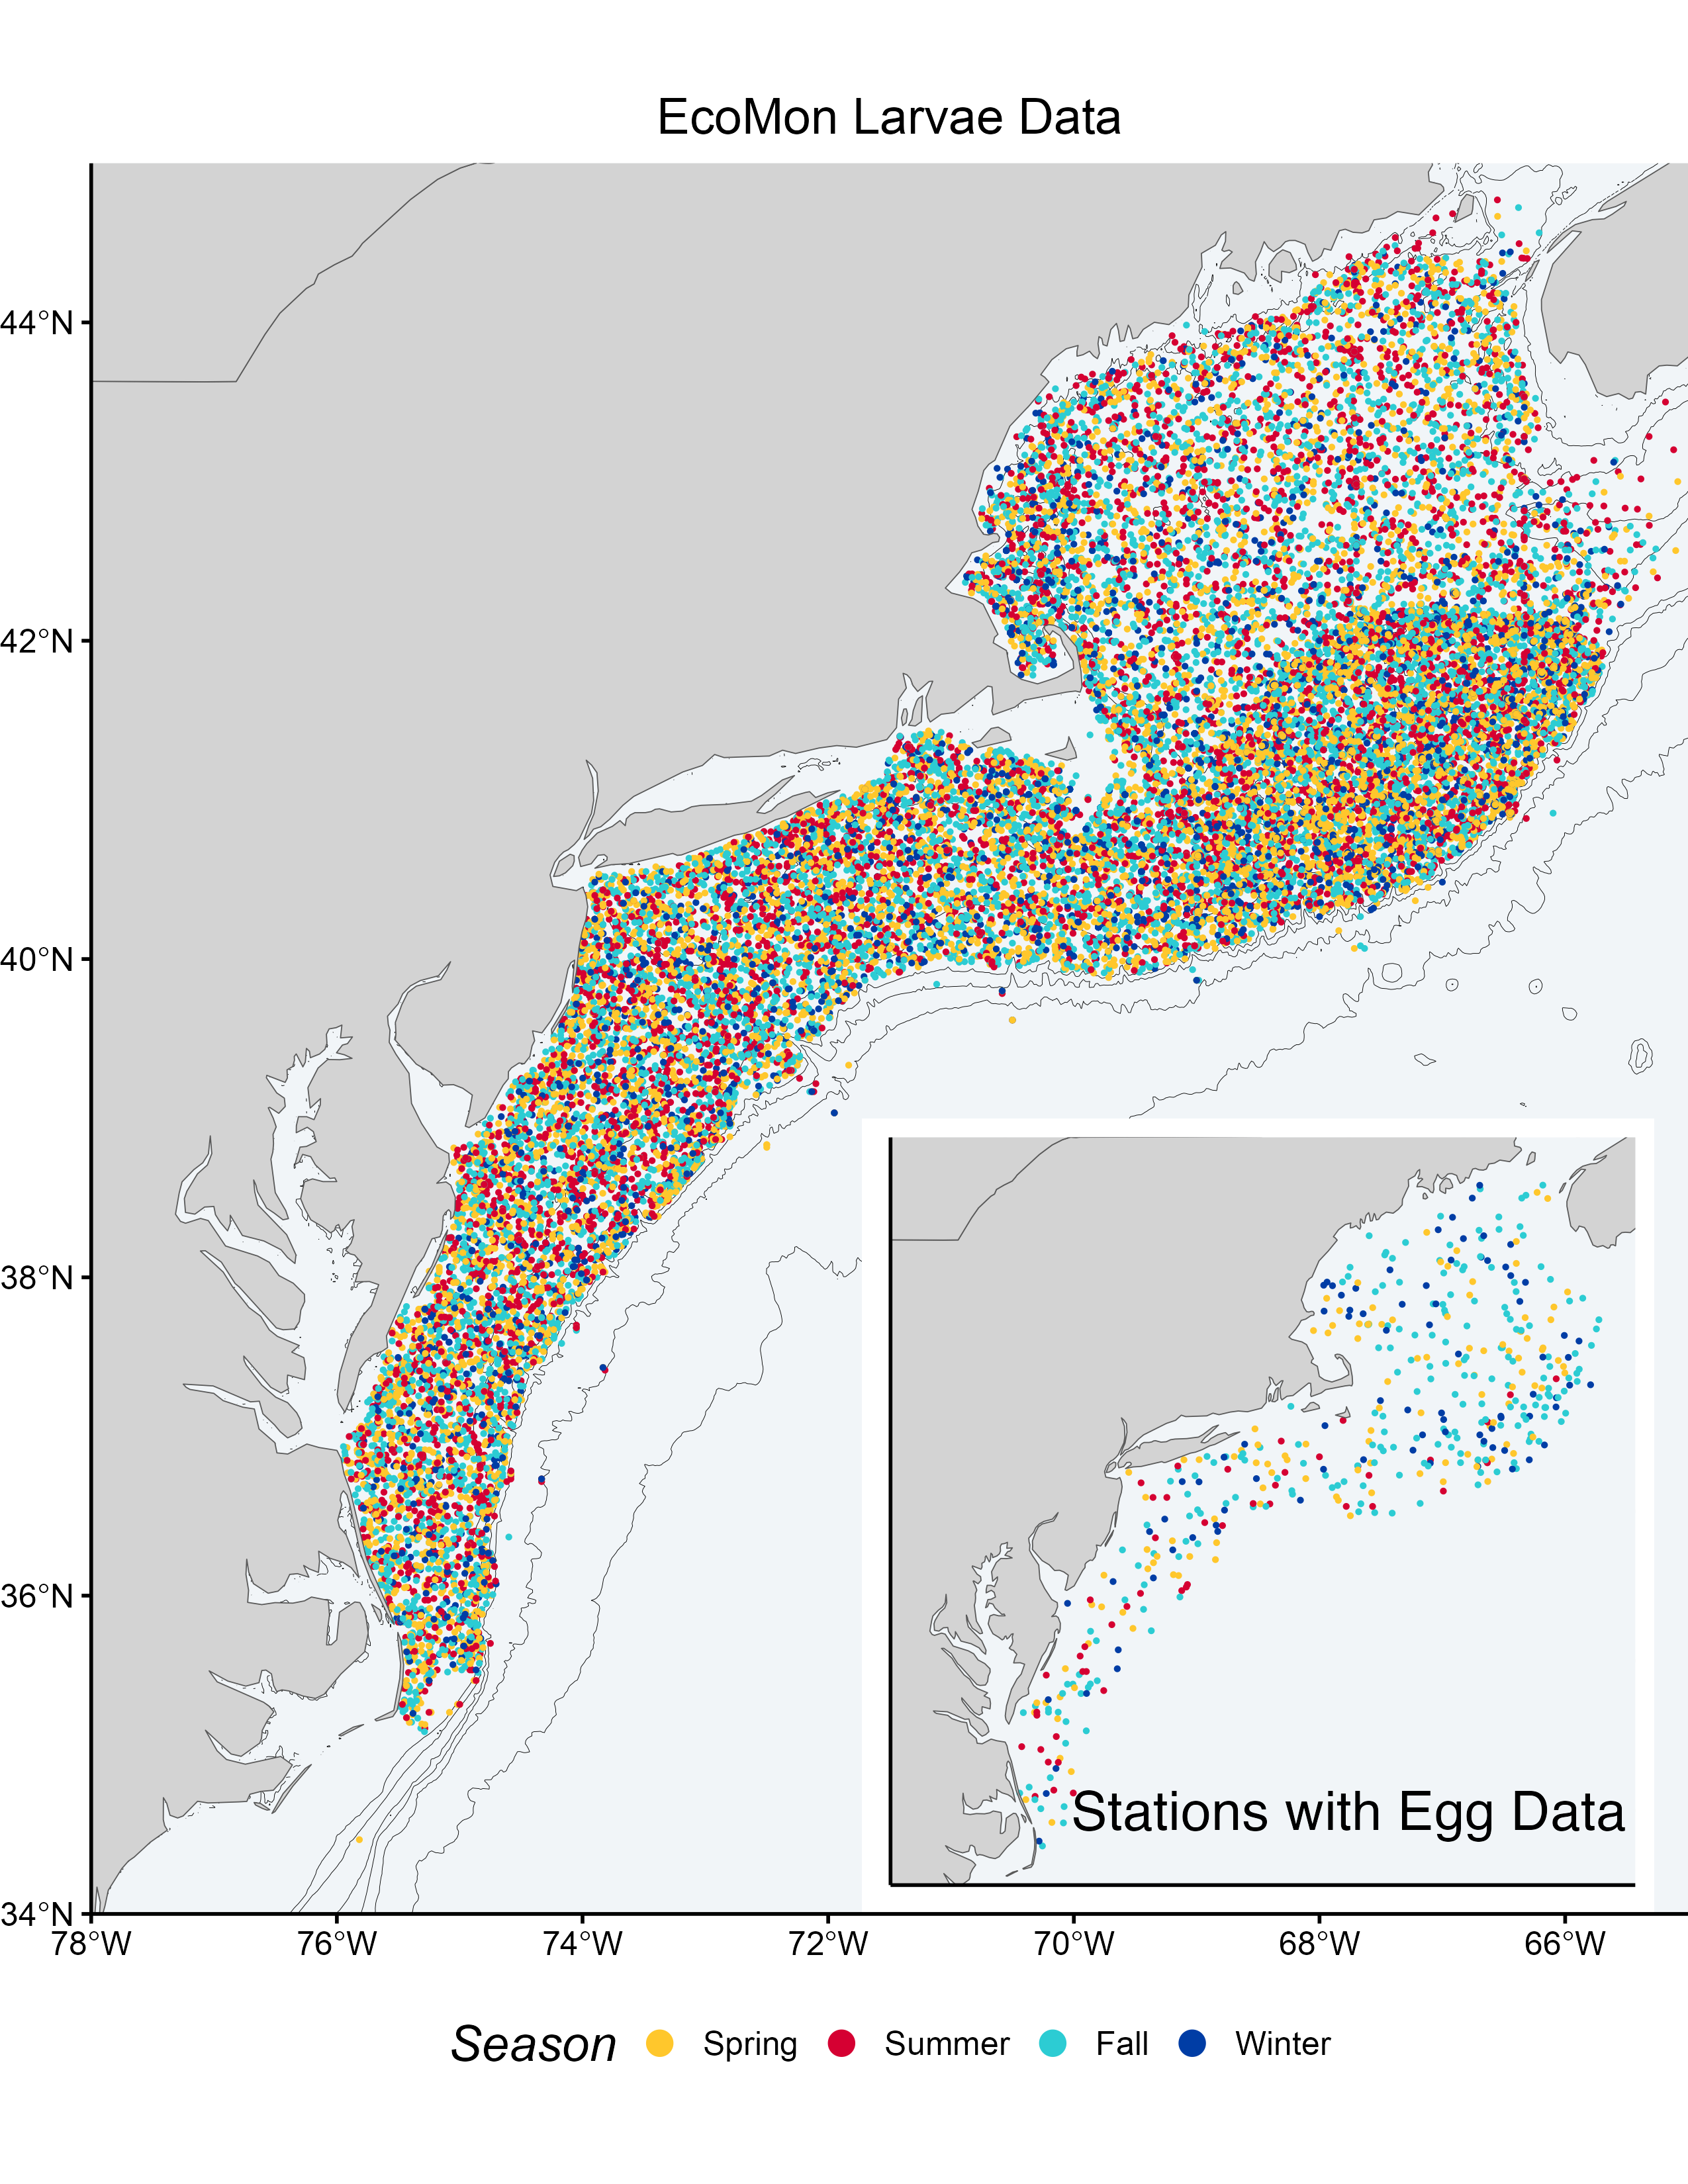 EcoMon Larvae Data
44°N
42°N
40°N
38°N
36°N
34°N
Stations with Egg Data
78°W 76°W 74°W 72°W 70°W 68°W 66°W
Season Spring Summer Fall Winter